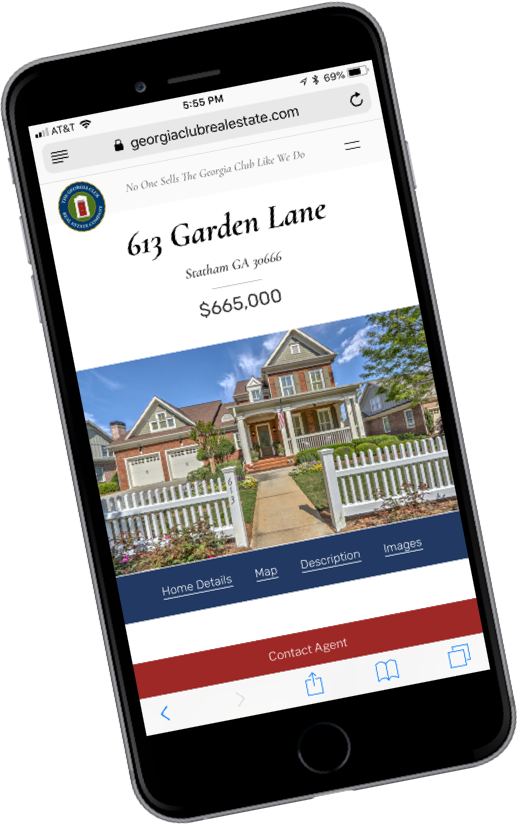 AT&T 5:55 PM 69%
georgiaclubrealestate.com
THE GEORGIA CLUB
REAL ESTATE COMPANY
No One Sells The Georgia Club Like We Do
613 Garden Lane
Statham GA 30666
$665,000
613
Home Details Map Description Images
Contact Agent